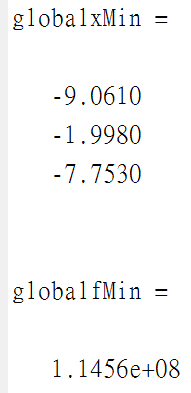 globalxMin =
-9.0610
-1.9980
-7.7530
globalfMin =
1.1456e+08